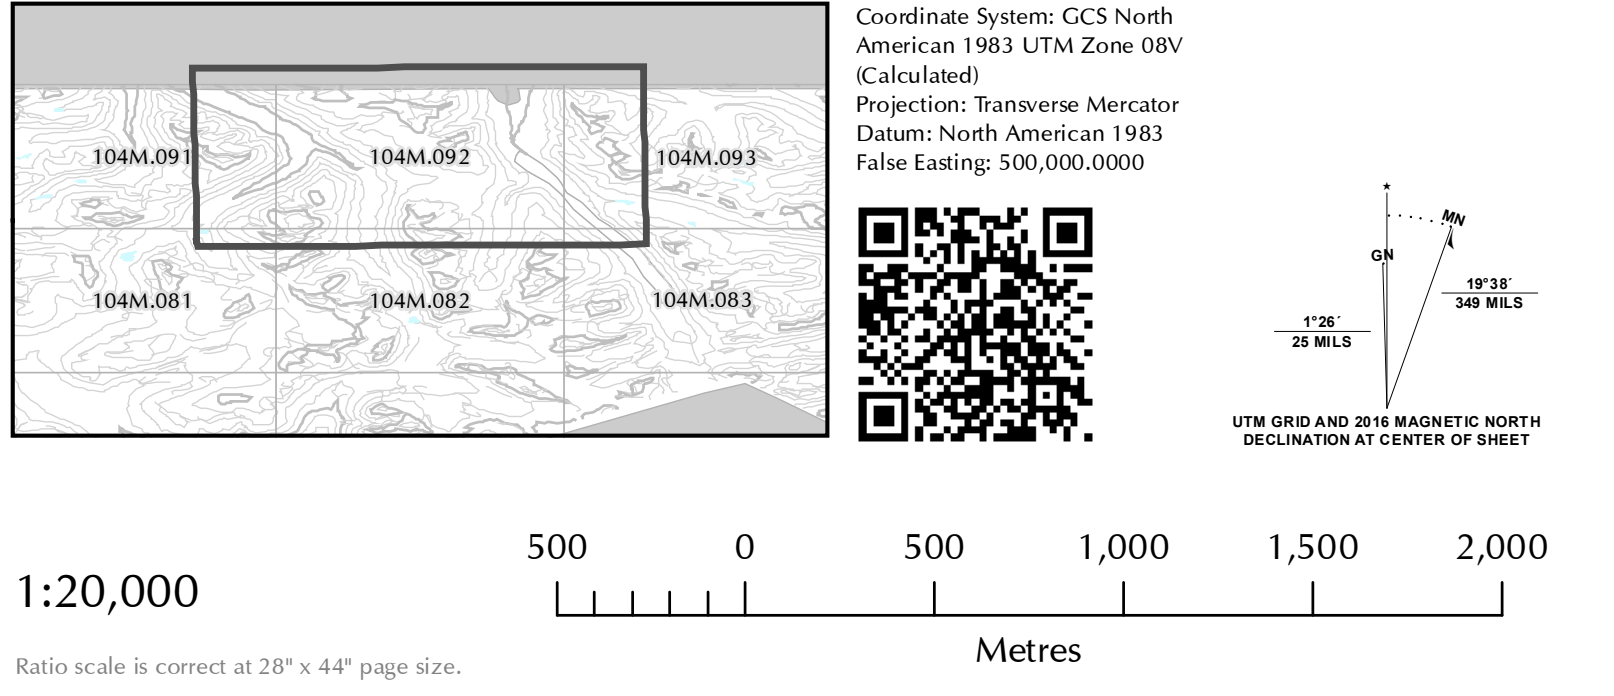 104M.091
104M.092
104M.093
104M.081
104M.082
104M.083
Coordinate System: GCS North
American 1983 UTM Zone 08V
(Calculated)
Projection: Transverse Mercator
Datum: North American 1983
False Easting: 500,000.0000
MN
GN
19°38´
349 MILS
1°26´
25 MILS
UTM GRID AND 2016 MAGNETIC NORTH
DECLINATION AT CENTER OF SHEET
500 0 500 1,000 1,500 2,000
1:20,000
Metres
Ratio scale is correct at 28" x 44" page size.